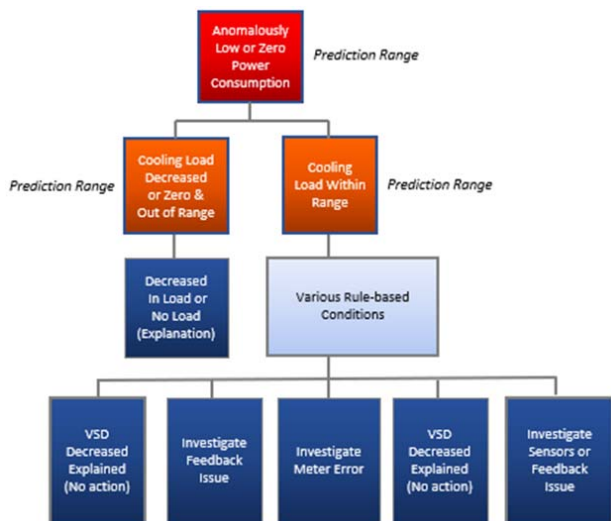 Anomalously
Low or Zero
Power
Consumption
Prediction Range
Prediction Range
Cooling Load
Decreased
or Zero &
Out of Range
Cooling
Load Within
Range
Prediction Range
Decreased
In Load or
No Load
(Explanation)
Various Rule-based
Conditions
VSD
Decreased
Explained
(No action)
Investigate
Feedback
Issue
Investigate
Meter Error
VSD
Decreased
Explained
(No action)
Investigate
Sensors or
Feedback
Issue